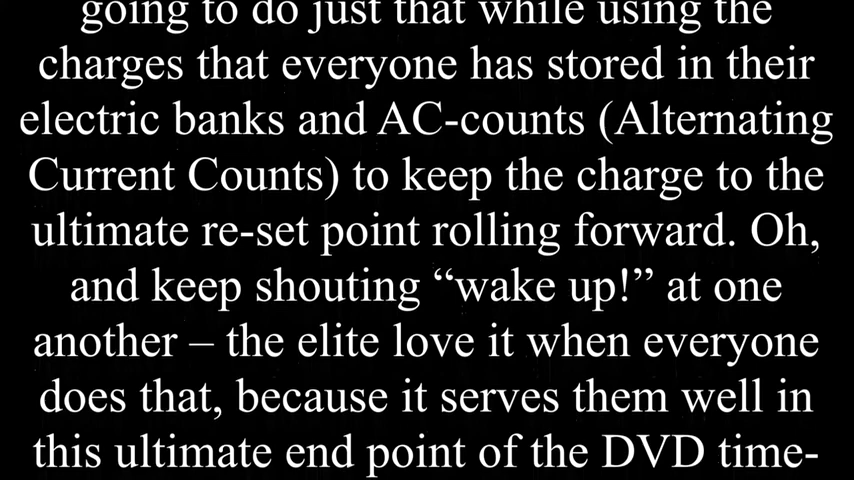 going to do just that while using the
charges that everyone has stored in their
electric banks and AC-counts (Alternating
Current Counts) to keep the charge to the
ultimate re-set point rolling forward. Oh,
and keep shouting “wake up!” at one
another – the elite love it when everyone
does that, because it serves them well in
this ultimate end point of the DVD time-